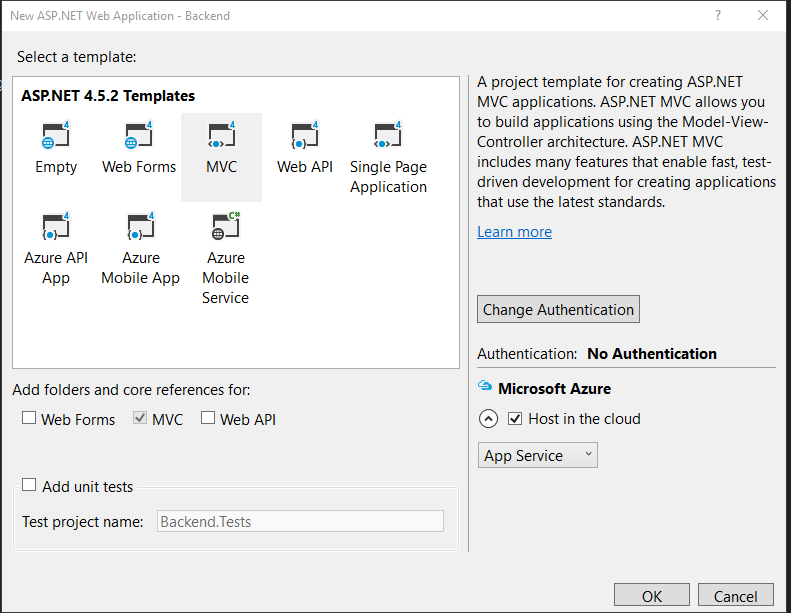 New ASP.NET Web Application - Backend
?
Select a template:
ASP.NET 4.5.2 Templates
4 4 4 4 4
Empty Web Forms MVC Web API Single Page
Application
4 4 C#
Azure API Azure Azure
App Mobile App Mobile
Service
A project template for creating ASP.NET
MVC applications. ASP.NET MVC allows you
to build applications using the Model-View-
Controller architecture. ASP.NET MVC
includes many features that enable fast, test-
driven development for creating applications
that use the latest standards.
Learn more
Change Authentication
Authentication: No Authentication
Microsoft Azure
Host in the cloud
App Service
Add folders and core references for:
Web Forms MVC Web API
Add unit tests
Test project name: Backend.Tests
OK Cancel